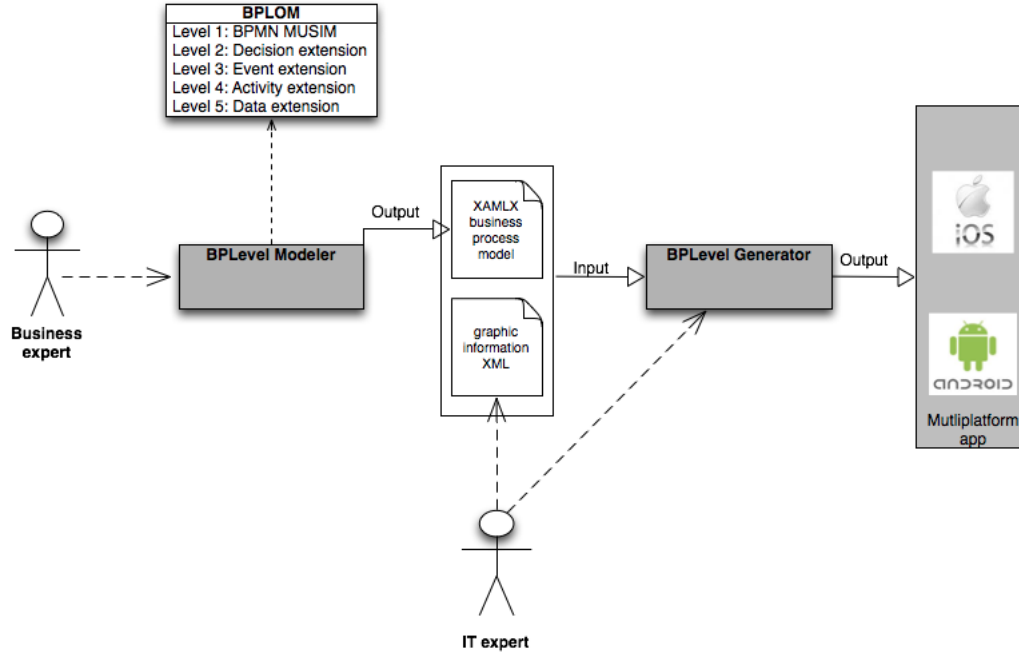 BPLOM
Level 1: BPMN MUSIM
Level 2: Decision extension
Level 3: Event extension
Level 4: Activity extension
Level 5: Data extension
Business
expert
BPLevel Modeler
Output
XAMLX
business
process
model
graphic
information
XML
Input
BPLevel Generator
Output
iOS
ANDROID
Mutliplatform
app
IT expert